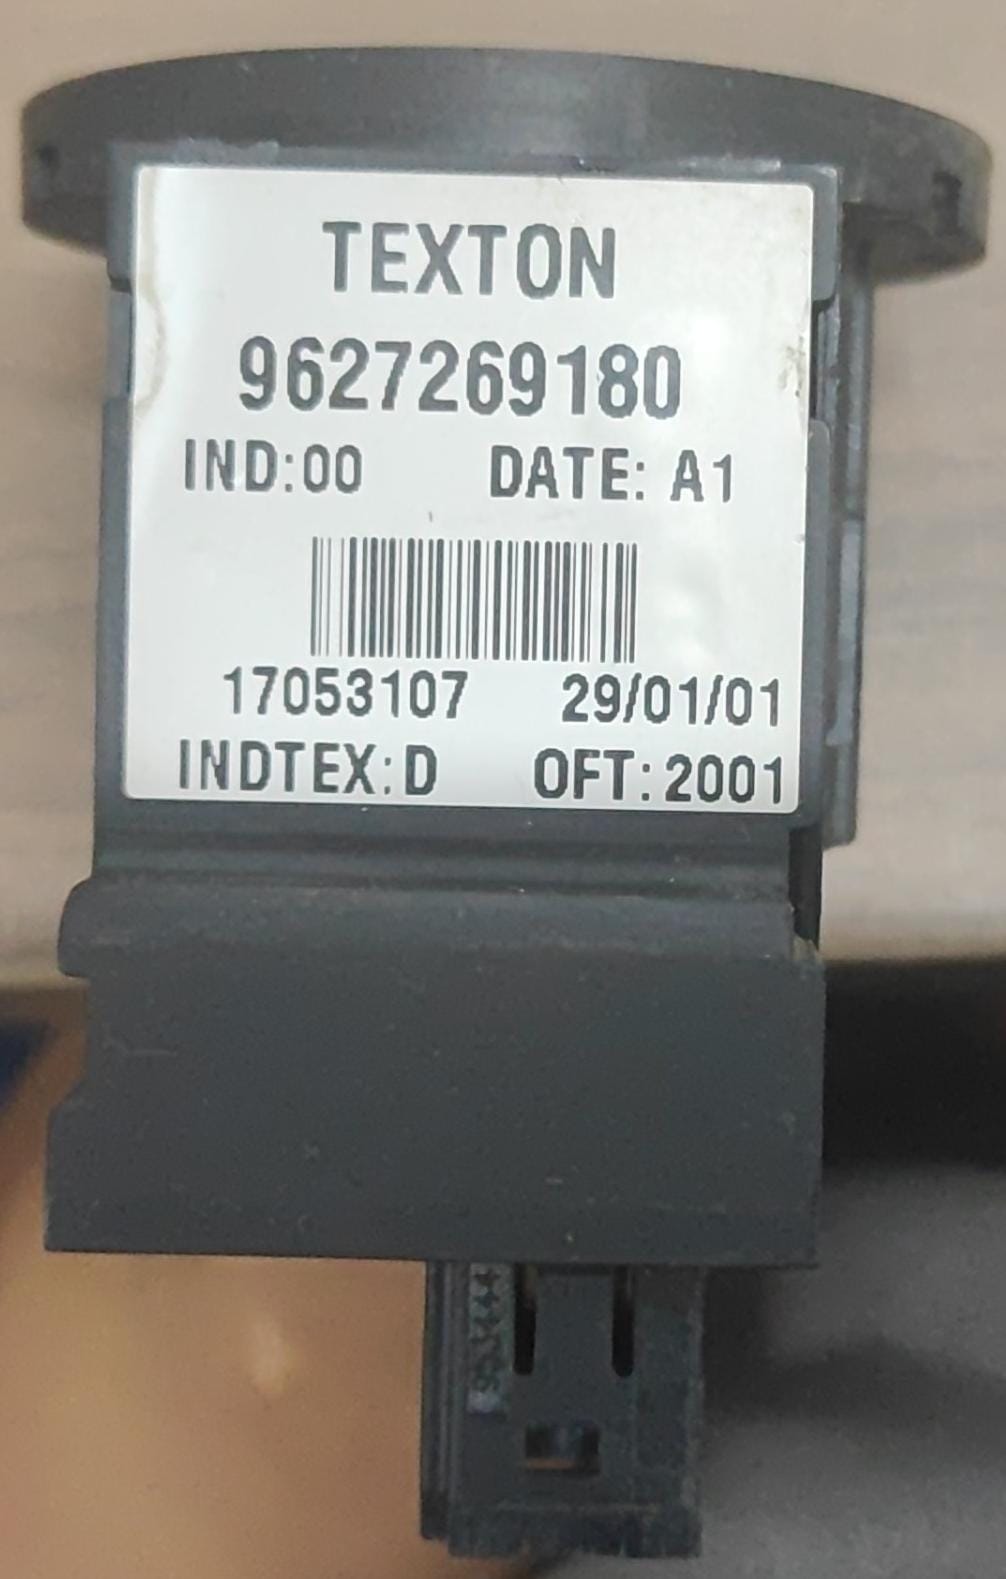 TEXTON
9627269180
IND:00 DATE: A1
17053107 29/01/01
INDTEX:D OFT:2001